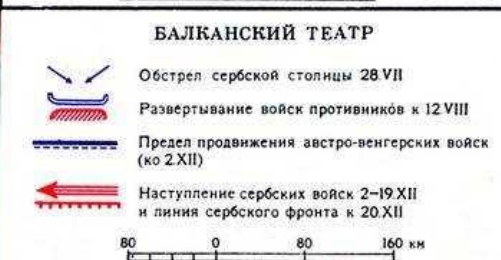 БАЛКАНСКИЙ ТЕАТР
Обстрел сербской столицы 28.VII
Развертывание войск противников к 12.VIII
Предел продвижения австро-венгерских войск
(ко 2.XII)
Наступление сербских войск 2–19.XII
и линия сербского фронта к 20.XII
80 0 80 160 км